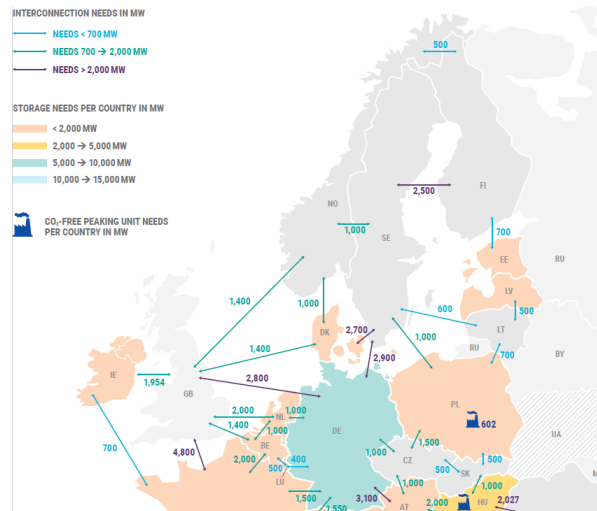 INTERCONNECTION NEEDS IN MW
NEEDS < 700 MW
NEEDS 700 → 2,000 MW
NEEDS > 2,000 MW
STORAGE NEEDS PER COUNTRY IN MW
< 2,000 MW
2,000 → 5,000 MW
5,000 → 10,000 MW
10,000 → 15,000 MW
CO₂-FREE PEAKING UNIT NEEDS
PER COUNTRY IN MW
500
2,500
FI
NO
1,000
SE
700
EE
RU
LV
1,400
1,000
600
500
DK
2,700
LT
1,000
RU
700
BY
1,400
2,900
IE
1,954
2,800
GB
PL
2,000
NL
1,000
602
1,400
1,000
DE
UA
BE
1,500
700
4,800
2,000
1,000
400
500
CZ
500
500
SK
LU
1,000
1,000
1,500
3,100
2,027
1,550
AT
2,000
HU
M